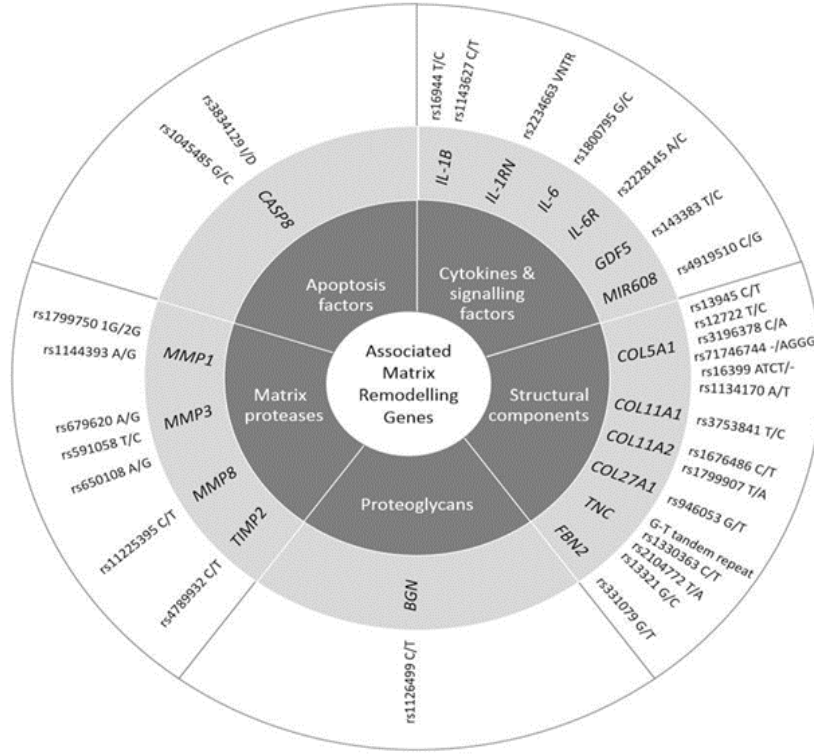 Associated
Matrix
Remodelling
Genes
Cytokines &
signalling
factors
IL-1B
rs16944 T/C
rs1143627 C/T
IL-1RN
rs2234663 VNTR
IL-6
rs1800795 G/C
IL-6R
rs2228145 A/C
GDF5
rs143383 T/C
MIR608
rs4919510 C/G
Structural
components
COL5A1
rs13945 C/T
rs12722 T/C
rs3196378 C/A
rs71746744 -/AGGG
rs16399 ATCT/-
rs1134170 A/T
COL11A1
rs3753841 T/C
COL11A2
rs1676486 C/T
rs1799907 T/A
COL27A1
rs946053 G/T
TNC
G-T tandem repeat
rs1330363 C/T
rs2104772 T/A
rs13321 G/C
FBN2
rs331079 G/T
Proteoglycans
BGN
rs1126499 C/T
Matrix
proteases
TIMP2
rs4789932 C/T
MMP8
rs11225395 C/T
MMP3
rs679620 A/G
rs591058 T/C
rs650108 A/G
MMP1
rs1799750 1G/2G
rs1144393 A/G
Apoptosis
factors
CASP8
rs3834129 I/D
rs1045485 G/C